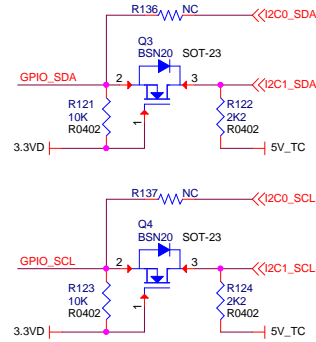 R136 NC I2C0_SDA
Q3
BSN20 SOT-23
GPIO_SDA 2 3 I2C1_SDA
R121 R122
10K 2K2
R0402 1 R0402
3.3VD 5V_TC
R137 NC I2C0_SCL
Q4
BSN20 SOT-23
GPIO_SCL 2 3 I2C1_SCL
R123 R124
10K 2K2
R0402 1 R0402
3.3VD 5V_TC